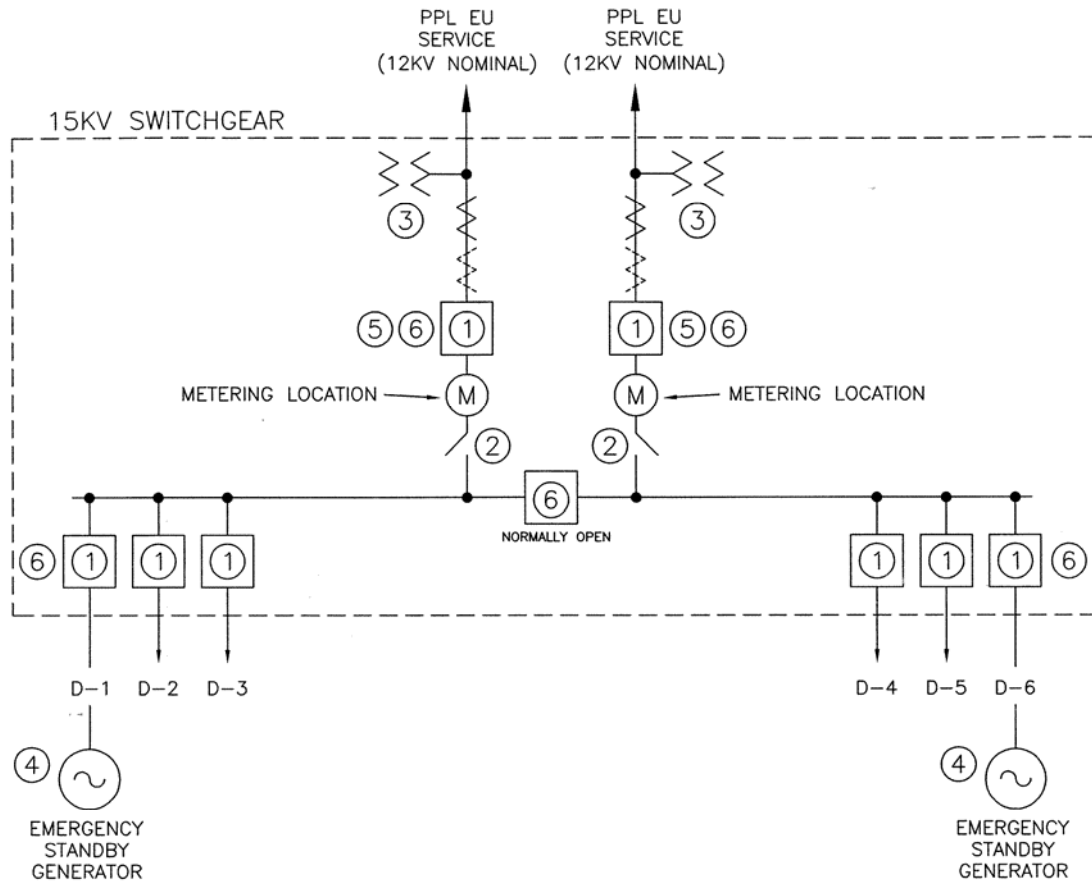 PPL EU
SERVICE
(12KV NOMINAL)
PPL EU
SERVICE
(12KV NOMINAL)
15KV SWITCHGEAR
3
3
5 6 1
1 5 6
METERING LOCATION
M
M
METERING LOCATION
2
2
6
NORMALLY OPEN
6 1 1 1
1 1 1 6
D-1 D-2 D-3
D-4 D-5 D-6
4
4
EMERGENCY
STANDBY
GENERATOR
EMERGENCY
STANDBY
GENERATOR